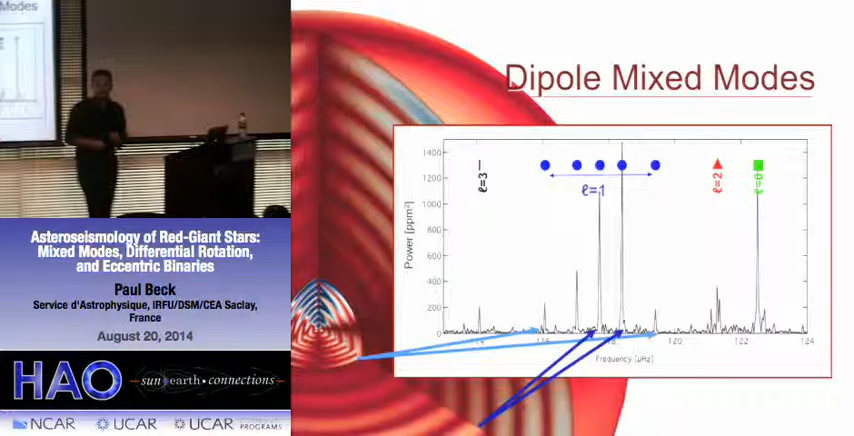 Modes
Dipole Mixed Modes
1400
1200
1000
800
600
400
200
0
Power [ppm²]
ℓ=3
ℓ=1
ℓ=2
ℓ=0
116
120
122
124
Frequency [μHz]
Asteroseismology of Red-Giant Stars:
Mixed Modes, Differential Rotation,
and Eccentric Binaries
Paul Beck
Service d'Astrophysique, IRFU/DSM/CEA Saclay,
France
August 20, 2014
HAO
sun•earth•connections
NCAR
UCAR
UCAR
COMMUNITY
PROGRAMS